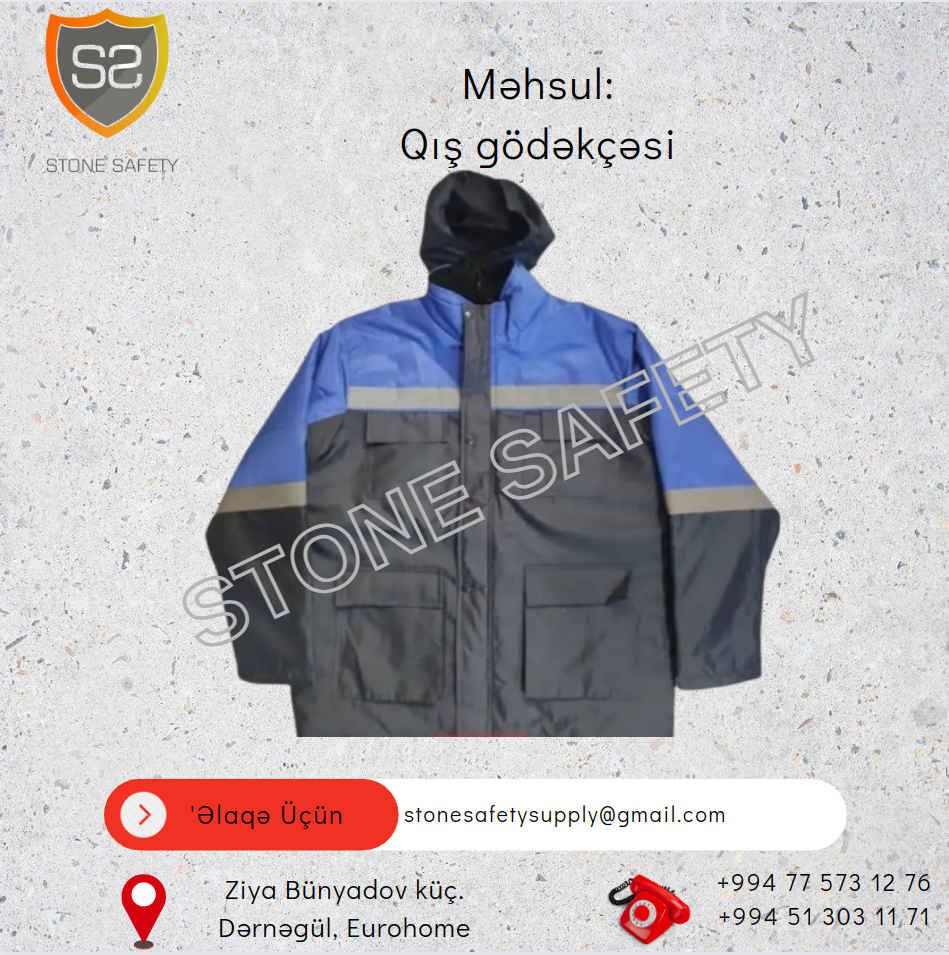 S2
STONE SAFETY
Məhsul:
Qış gödəkçəsi
STONE SAFETY
'Əlaqə Üçün
stonesafetysupply@gmail.com
Ziya Bünyadov küç.
Dərnəgül, Eurohome
+994 77 573 12 76
+994 51 303 11 71